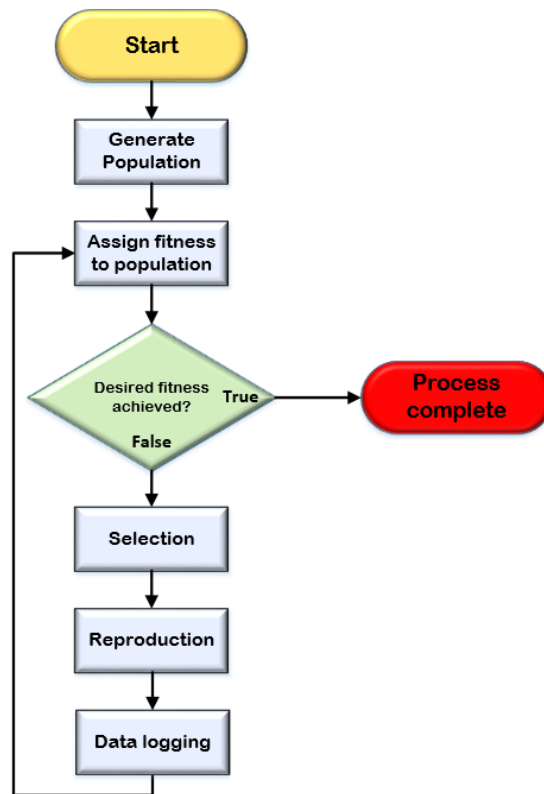 Start
Generate
Population
Assign fitness
to population
Desired fitness
achieved?
True
False
Process
complete
Selection
Reproduction
Data logging